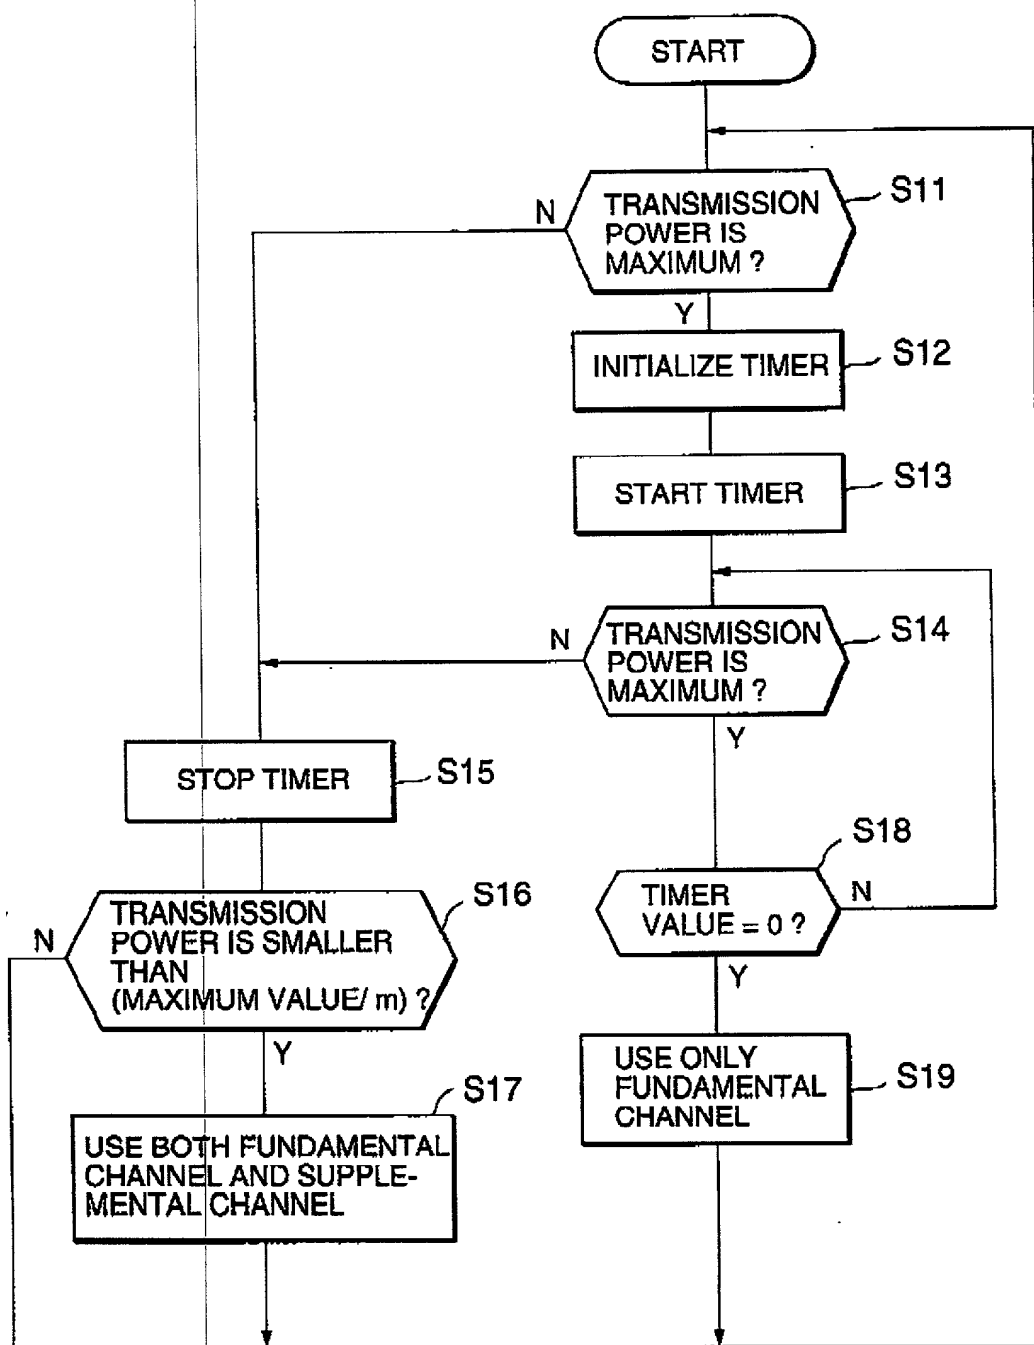 START
S11
N
TRANSMISSION
POWER IS
MAXIMUM ?
Y
S12
INITIALIZE TIMER
S13
START TIMER
S14
N
TRANSMISSION
POWER IS
MAXIMUM ?
Y
STOP TIMER
S15
S18
TIMER
VALUE = 0 ?
N
Y
S16
N
TRANSMISSION
POWER IS SMALLER
THAN
(MAXIMUM VALUE/ m) ?
Y
S17
USE BOTH FUNDAMENTAL
CHANNEL AND SUPPLE-
MENTAL CHANNEL
USE ONLY
FUNDAMENTAL
CHANNEL
S19